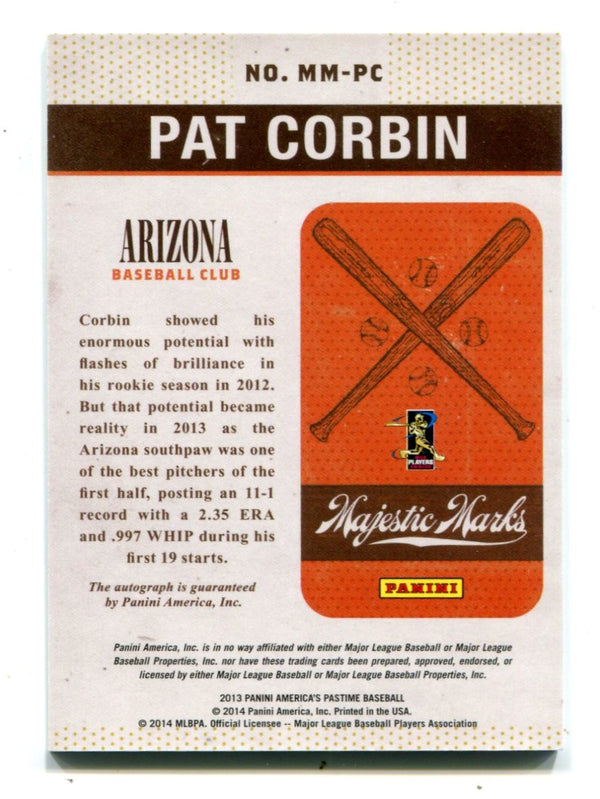 NO. MM-PC
PAT CORBIN
ARIZONA
BASEBALL CLUB
Corbin showed his
enormous potential with
flashes of brilliance in
his rookie season in 2012.
But that potential became
reality in 2013 as the
Arizona southpaw was one
of the best pitchers of the
first half, posting an 11-1
record with a 2.35 ERA
and .997 WHIP during his
first 19 starts.
The autograph is guaranteed
by Panini America, Inc.
PLAYERS
Majestic Marks
PANINI
Panini America, Inc. is in no way affiliated with either Major League Baseball or Major League
Baseball Properties, Inc. nor have these trading cards been prepared, approved, endorsed, or
licensed by either Major League Baseball or Major League Baseball Properties, Inc.
2013 PANINI AMERICA'S PASTIME BASEBALL
© 2014 Panini America, Inc. Printed in the USA.
© 2014 MLBPA. Official Licensee -- Major League Baseball Players Association